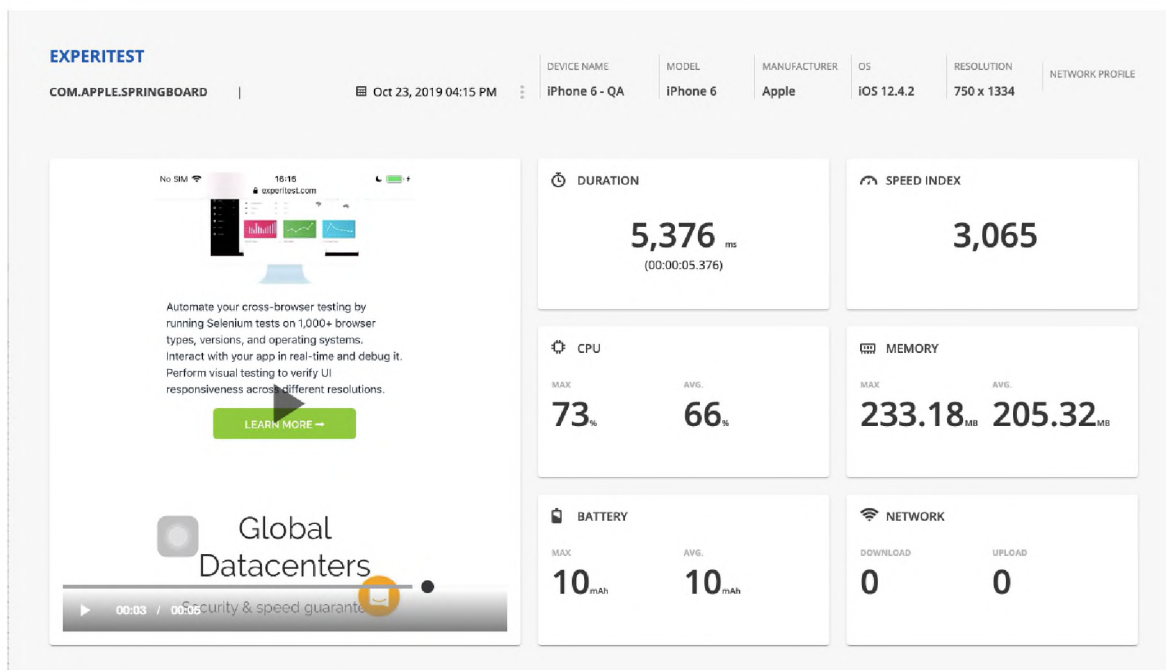 EXPERITEST
COM.APPLE.SPRINGBOARD | Oct 23, 2019 04:15 PM
DEVICE NAME
iPhone 6 - QA
MODEL
iPhone 6
MANUFACTURER
Apple
OS
iOS 12.4.2
RESOLUTION
750 x 1334
NETWORK PROFILE
No SIM 16:15
experitest.com
Automate your cross-browser testing by
running Selenium tests on 1,000+ browser
types, versions, and operating systems.
Interact with your app in real-time and debug it.
Perform visual testing to verify UI
responsiveness across different resolutions.
LEARN MORE →
Global
Datacenters
Security & speed guarante
00:03 / 00:05
DURATION
5,376 ms
(00:00:05.376)
SPEED INDEX
3,065
CPU
MAX AVG.
73% 66%
MEMORY
MAX AVG.
233.18MB 205.32MB
BATTERY
MAX AVG.
10mAh 10mAh
NETWORK
DOWNLOAD UPLOAD
0 0